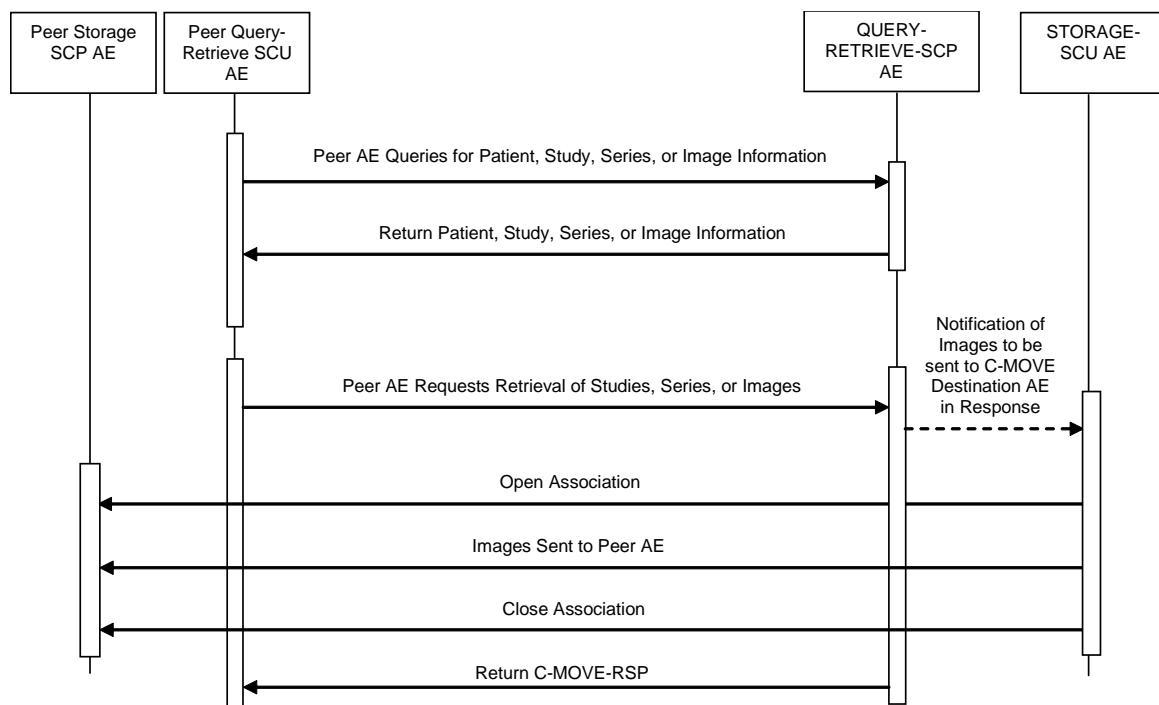 Peer Storage
SCP AE
Peer Query-
Retrieve SCU
AE
QUERY-
RETRIEVE-SCP
AE
STORAGE-
SCU AE
Peer AE Queries for Patient, Study, Series, or Image Information
Return Patient, Study, Series, or Image Information
Notification of
Images to be
sent to C-MOVE
Destination AE
in Response
Peer AE Requests Retrieval of Studies, Series, or Images
Open Association
Images Sent to Peer AE
Close Association
Return C-MOVE-RSP